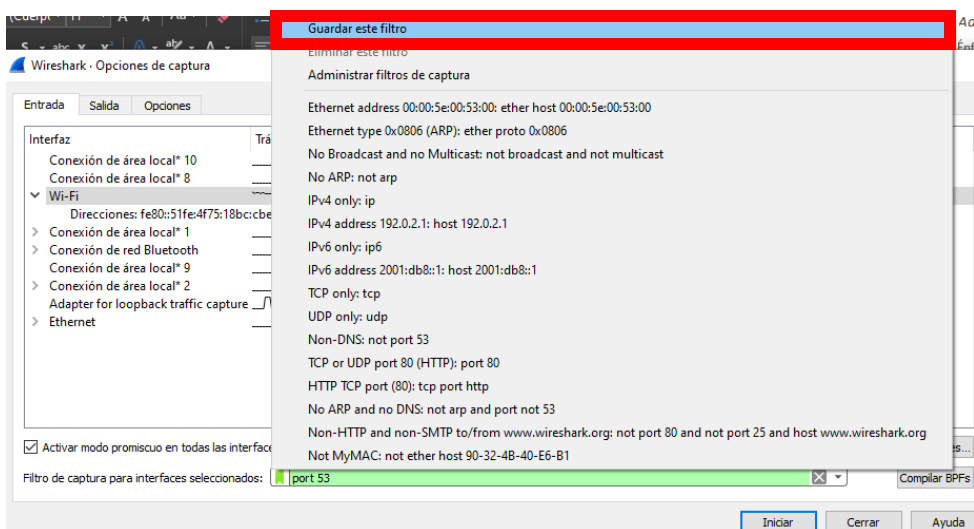 Guardar este filtro
Eliminar este filtro
Wireshark · Opciones de captura
Administrar filtros de captura
Entrada Salida Opciones
Ethernet address 00:00:5e:00:53:00: ether host 00:00:5e:00:53:00
Ethernet type 0x0806 (ARP): ether proto 0x0806
Interfaz Trá
No Broadcast and no Multicast: not broadcast and not multicast
Conexión de área local* 10
Conexión de área local* 8
No ARP: not arp
Wi-Fi
IPv4 only: ip
Direcciones: fe80::51fe:4f75:18bc:cbe
IPv4 address 192.0.2.1: host 192.0.2.1
Conexión de área local* 1
Conexión de red Bluetooth
IPv6 only: ip6
Conexión de área local* 9
IPv6 address 2001:db8::1: host 2001:db8::1
Conexión de área local* 2
TCP only: tcp
Adapter for loopback traffic capture
UDP only: udp
Ethernet
Non-DNS: not port 53
TCP or UDP port 80 (HTTP): port 80
HTTP TCP port (80): tcp port http
No ARP and no DNS: not arp and port not 53
Non-HTTP and non-SMTP to/from www.wireshark.org: not port 80 and not port 25 and host www.wireshark.org
Activar modo promiscuo en todas las interface
Not MyMAC: not ether host 90-32-4B-40-E6-B1
es...
Filtro de captura para interfaces seleccionados: port 53 Compilar BPFs
Iniciar Cerrar Ayuda